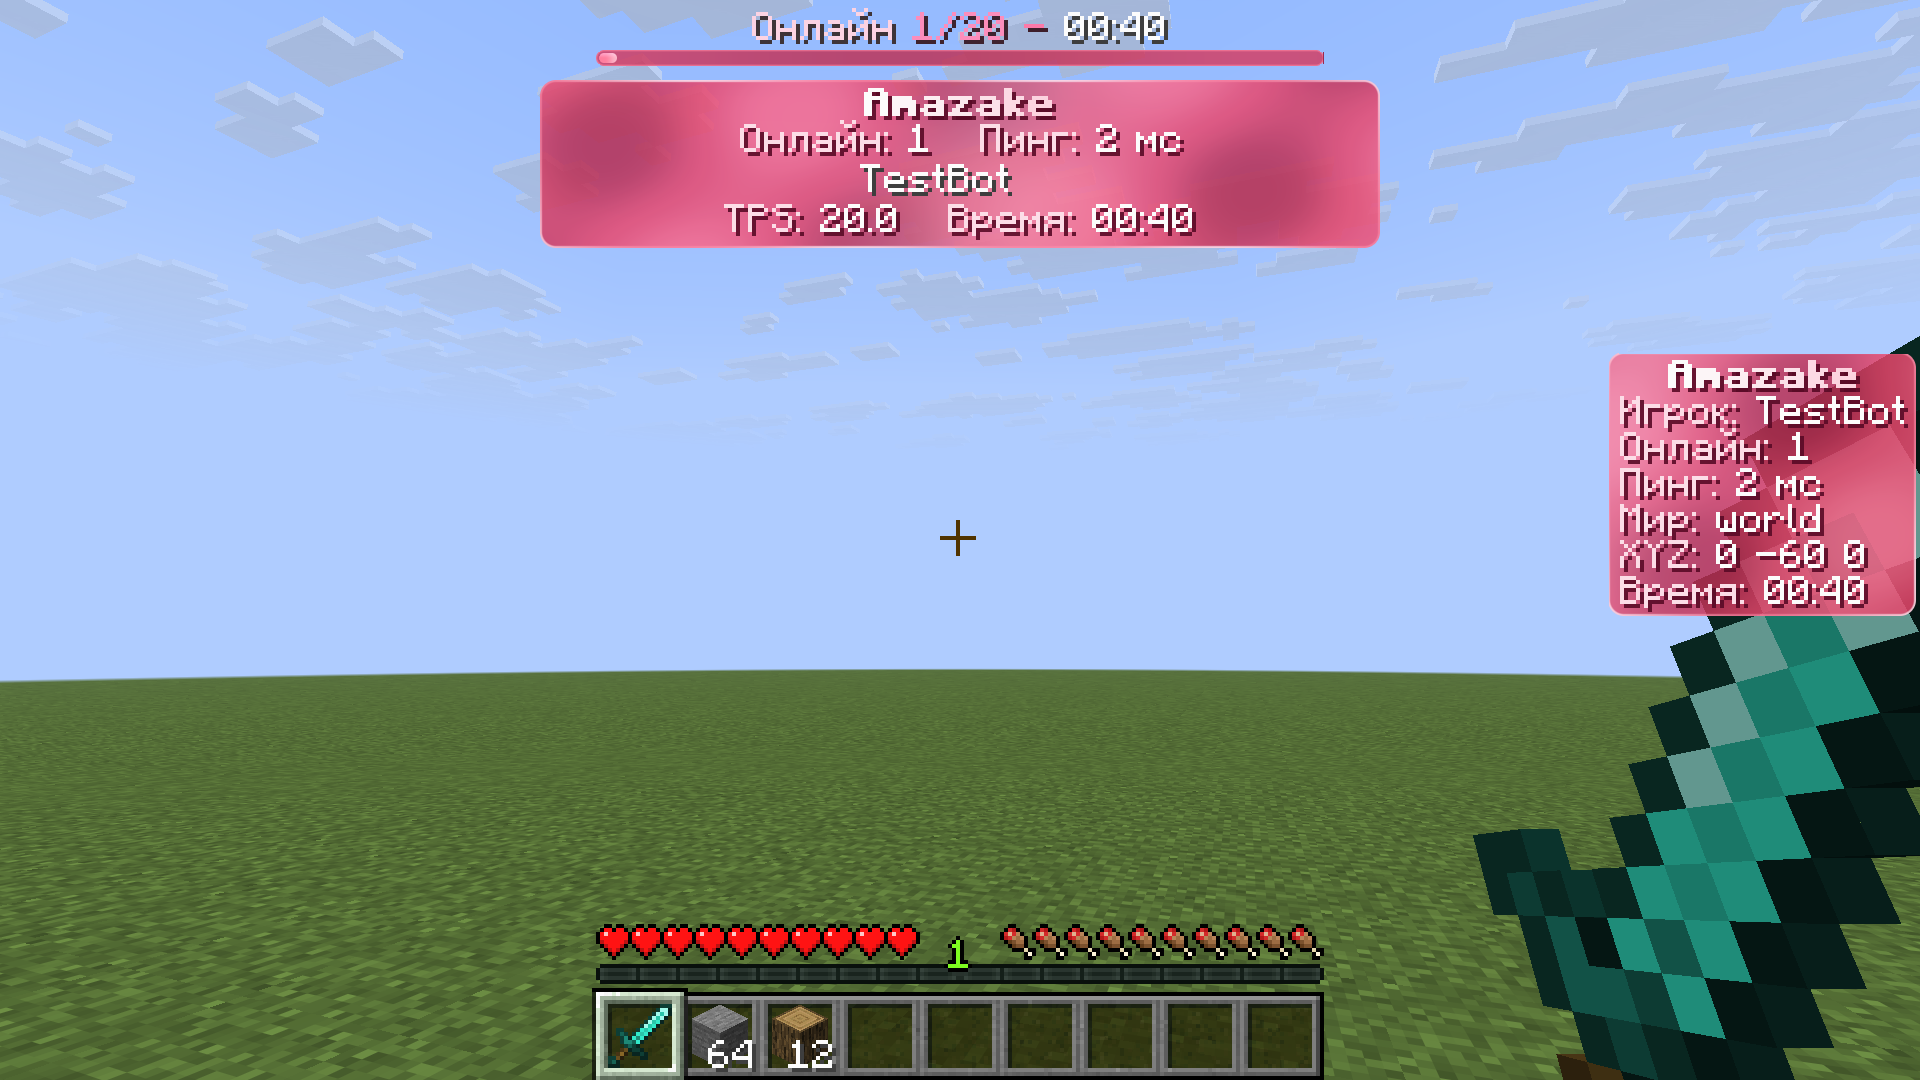 Онлайн 1/20 - 00:40
Amazake
Онлайн: 1 Пинг: 2 мс
TestBot
TPS: 20.0 Время: 00:40
Amazake
Игрок: TestBot
Онлайн: 1
Пинг: 2 мс
Мир: world
XYZ: 0 -60 0
Время: 00:40
1
64
12